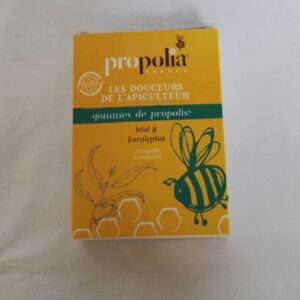 propolia
FRANCE
LES DOUCEURS
DE L'APICULTEUR
gommes de propolis*
Miel &
Eucalyptus
Propolis
Gummies